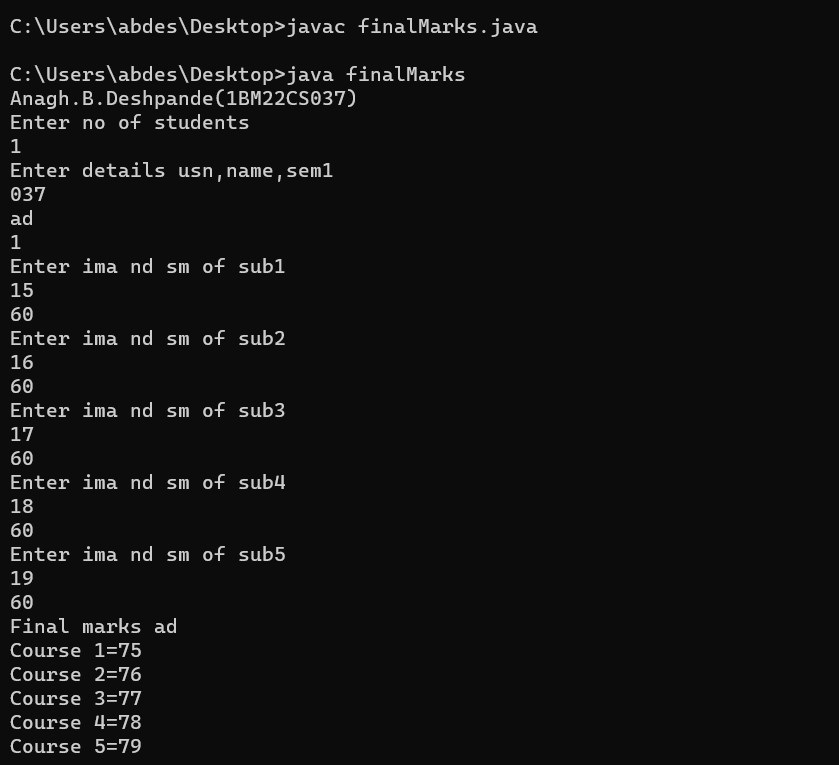 C:\Users\abdes\Desktop>javac finalMarks.java
C:\Users\abdes\Desktop>java finalMarks
Anagh.B.Deshpande(1BM22CS037)
Enter no of students
1
Enter details usn,name,sem1
037
ad
1
Enter ima nd sm of sub1
15
60
Enter ima nd sm of sub2
16
60
Enter ima nd sm of sub3
17
60
Enter ima nd sm of sub4
18
60
Enter ima nd sm of sub5
19
60
Final marks ad
Course 1=75
Course 2=76
Course 3=77
Course 4=78
Course 5=79